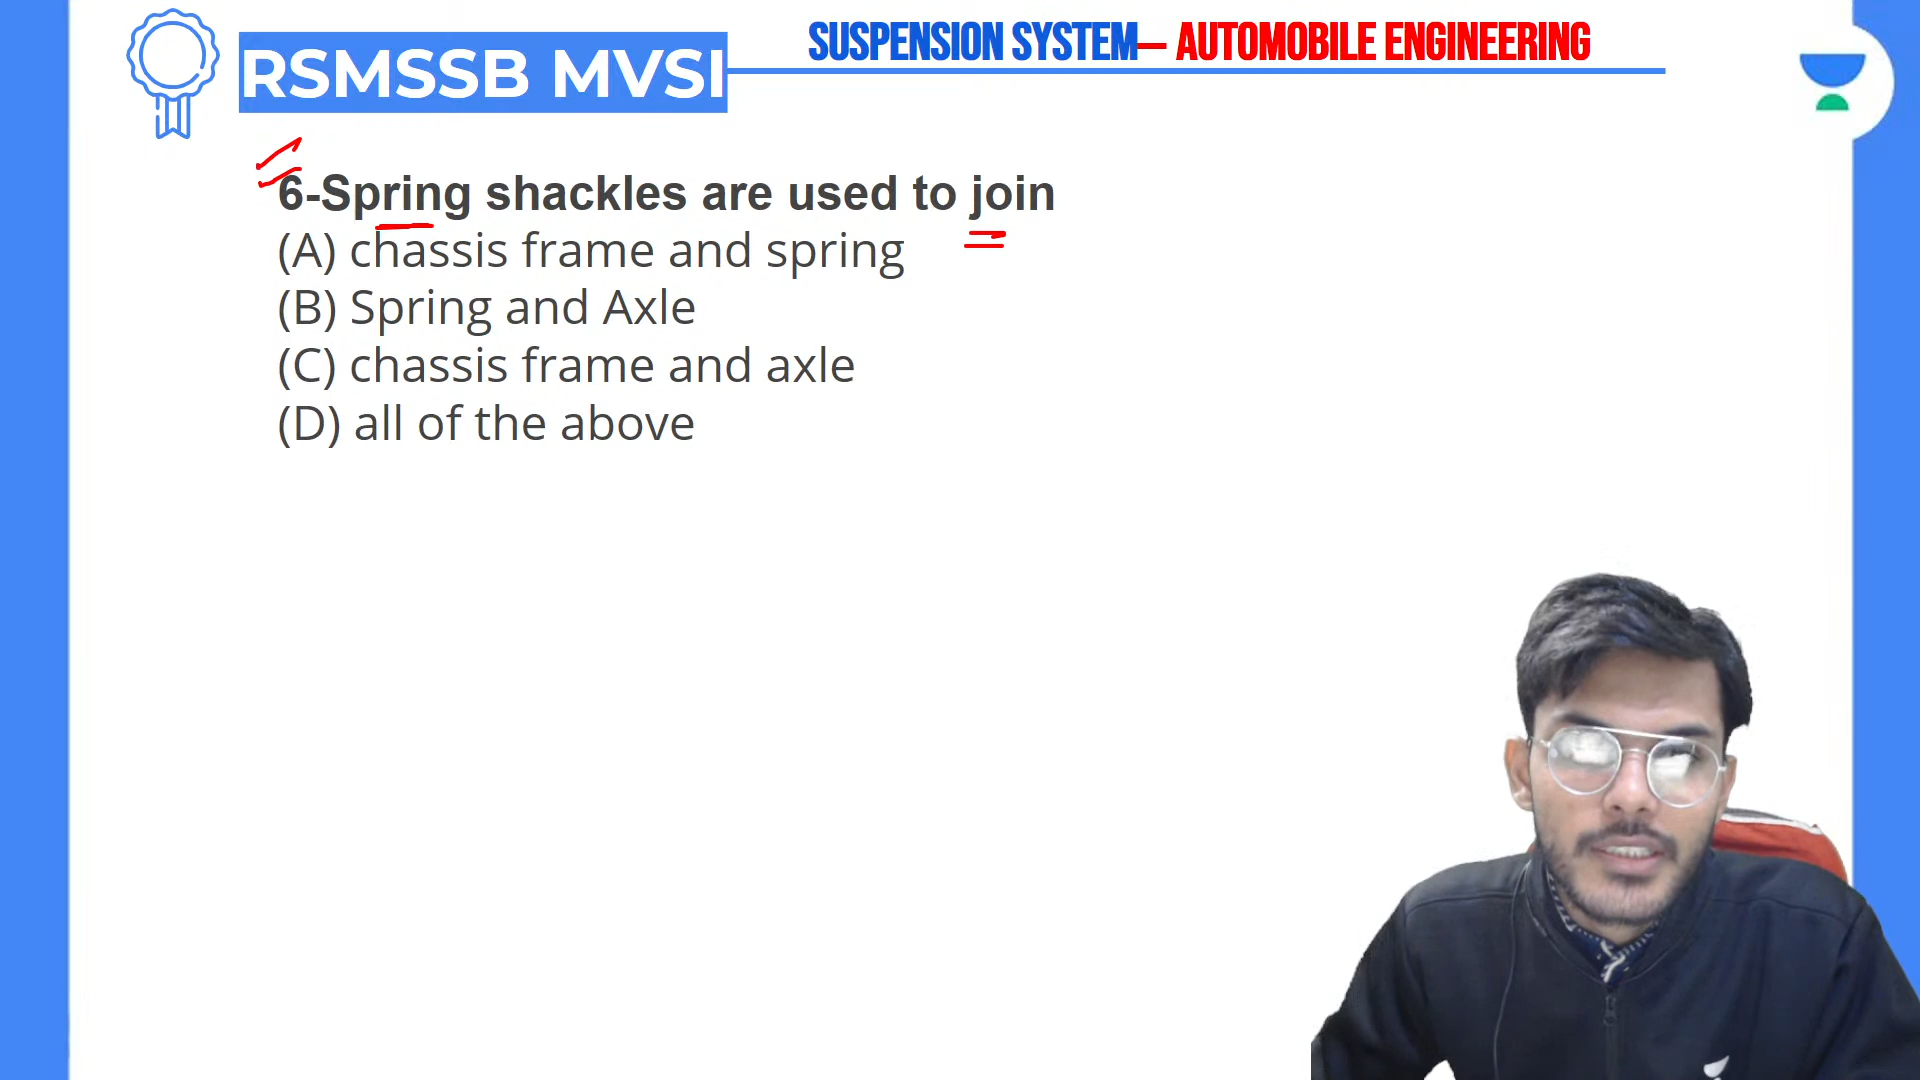 RSMSSB MVSI
SUSPENSION SYSTEM– AUTOMOBILE ENGINEERING
6-Spring shackles are used to join
(A) chassis frame and spring
(B) Spring and Axle
(C) chassis frame and axle
(D) all of the above